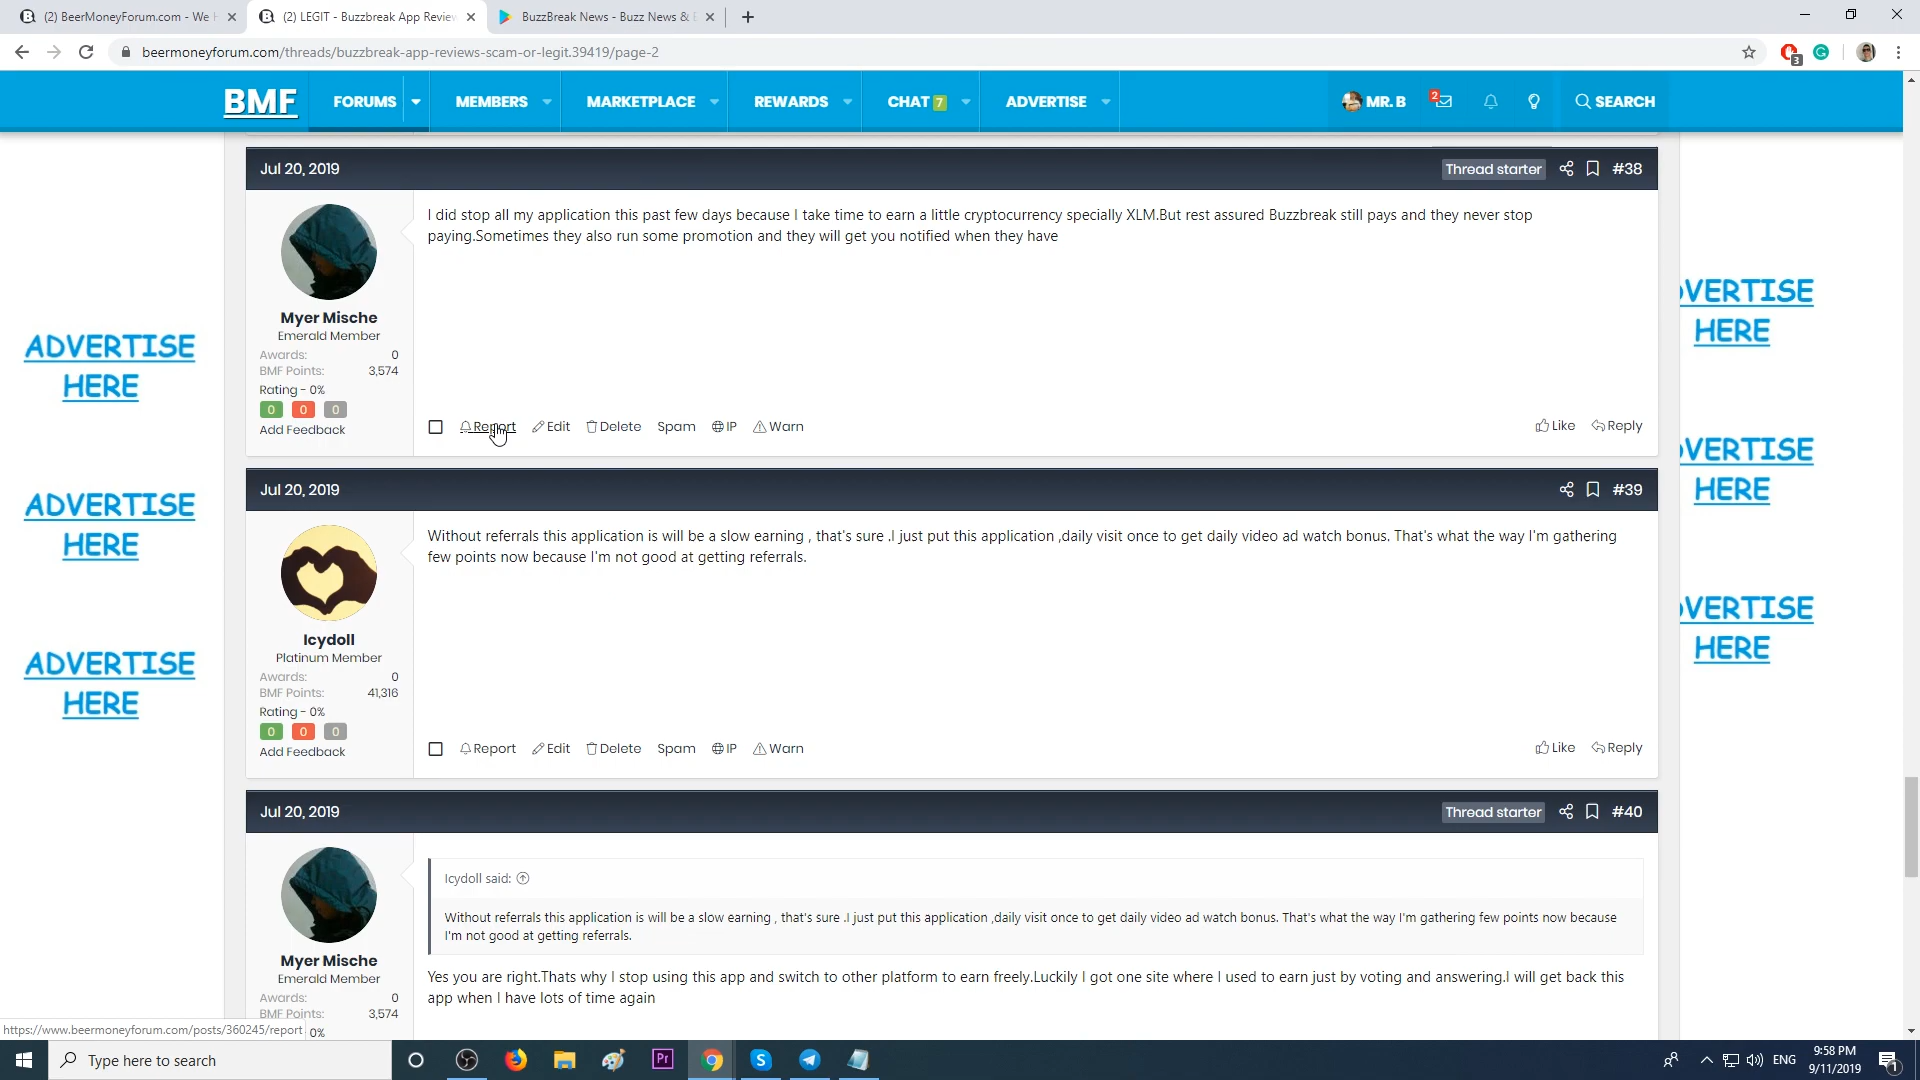 (2) BeerMoneyForum.com - We H
(2) LEGIT - Buzzbreak App Review
BuzzBreak News - Buzz News & E
beermoneyforum.com/threads/buzzbreak-app-reviews-scam-or-legit.39419/page-2
3
BMF
FORUMS
MEMBERS
MARKETPLACE
REWARDS
CHAT 7
ADVERTISE
MR. B
2
SEARCH
Jul 20, 2019
Thread starter
#38
I did stop all my application this past few days because I take time to earn a little cryptocurrency specially XLM.But rest assured Buzzbreak still pays and they never stop
paying.Sometimes they also run some promotion and they will get you notified when they have
Myer Mische
Emerald Member
Awards: 0
BMF Points: 3,574
Rating - 0%
0 0 0
Add Feedback
Report Edit Delete Spam IP Warn
Like Reply
Jul 20, 2019
#39
Without referrals this application is will be a slow earning , that's sure .I just put this application ,daily visit once to get daily video ad watch bonus. That's what the way I'm gathering
few points now because I'm not good at getting referrals.
Icydoll
Platinum Member
Awards: 0
BMF Points: 41,316
Rating - 0%
0 0 0
Add Feedback
Report Edit Delete Spam IP Warn
Like Reply
Jul 20, 2019
Thread starter
#40
Icydoll said:
Without referrals this application is will be a slow earning , that's sure .I just put this application ,daily visit once to get daily video ad watch bonus. That's what the way I'm gathering few points now because
I'm not good at getting referrals.
Yes you are right.Thats why I stop using this app and switch to other platform to earn freely.Luckily I got one site where I used to earn just by voting and answering.I will get back this
app when I have lots of time again
Myer Mische
Emerald Member
Awards: 0
BMF Points: 3,574
0%
ADVERTISE
HERE
ADVERTISE
HERE
ADVERTISE
HERE
VERTISE
HERE
VERTISE
HERE
VERTISE
HERE
https://www.beermoneyforum.com/posts/360245/report
Type here to search
Pr
ENG
9:58 PM
9/11/2019
1